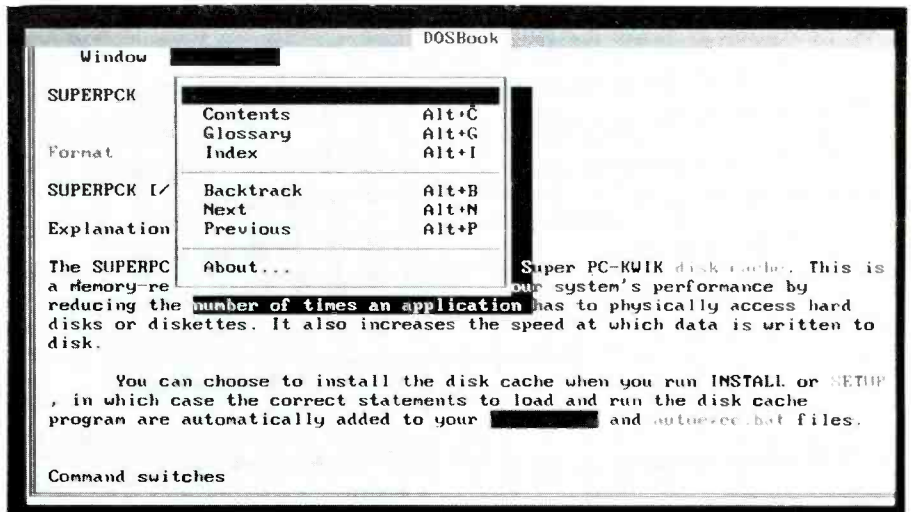 DOSBook
Window
SUPERPCK
Contents Alt+C
Glossary Alt+G
Format Index Alt+I
SUPERPCK [/ Backtrack Alt+B
Next Alt+N
Explanation Previous Alt+P
The SUPERPC About... Super PC-KWIK disk cache. This is
a memory-re our system's performance by
reducing the number of times an application has to physically access hard
disks or diskettes. It also increases the speed at which data is written to
disk.
You can choose to install the disk cache when you run INSTALL or SETUP
, in which case the correct statements to load and run the disk cache
program are automatically added to your and autoexec.bat files.
Command switches